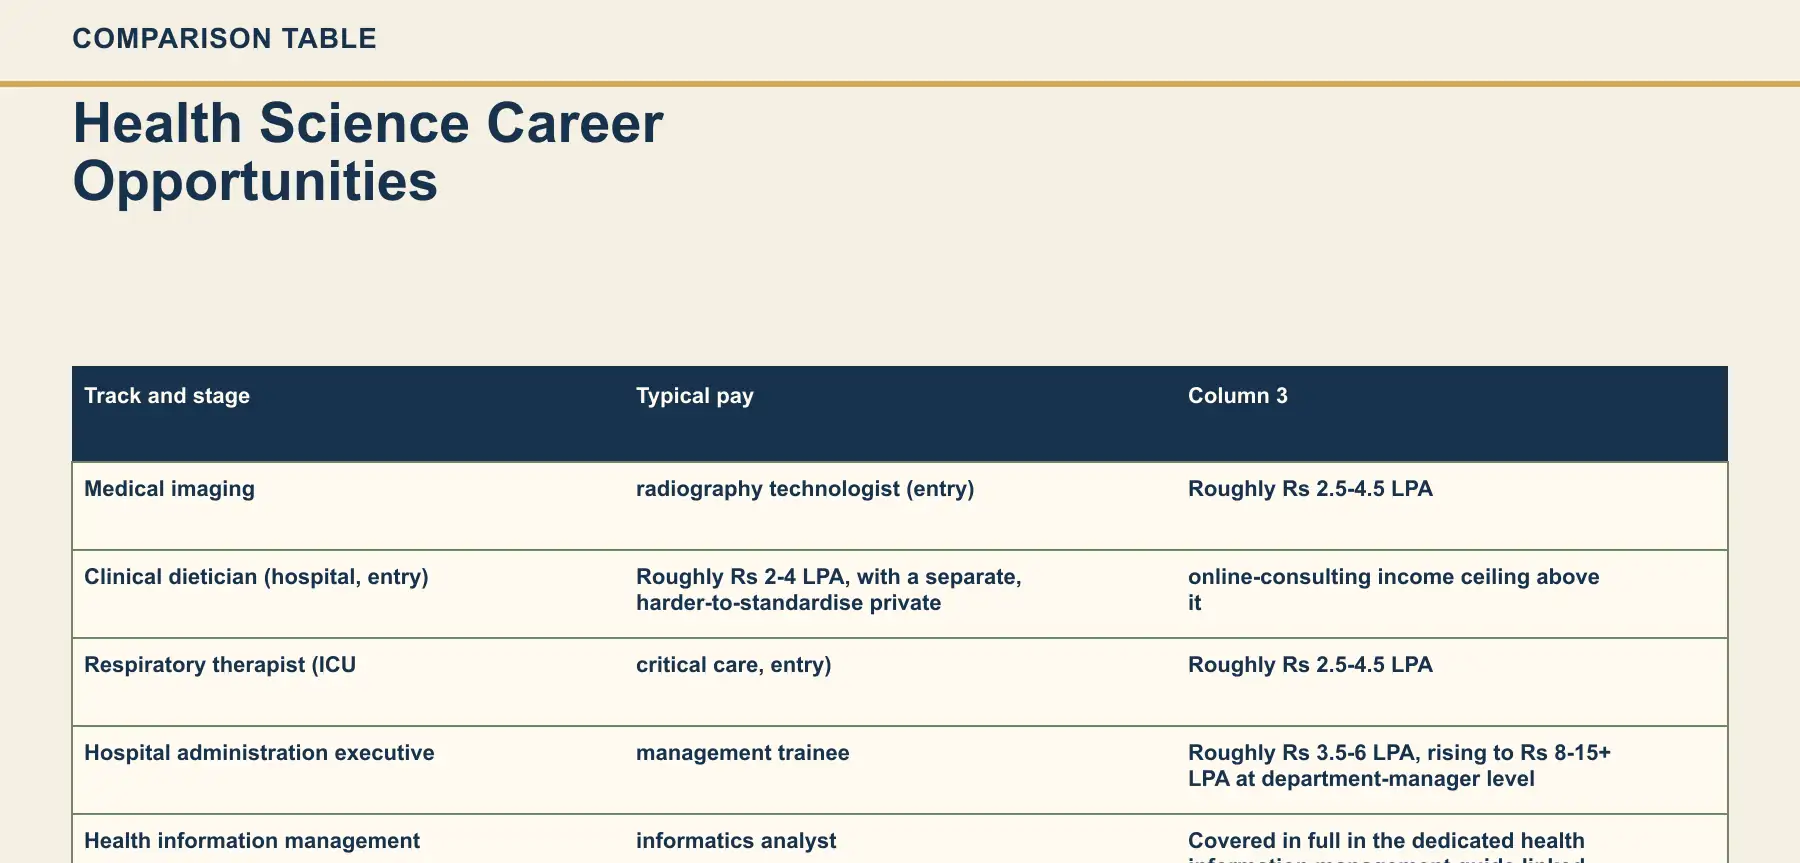 COMPARISON TABLE
Health Science Career
Opportunities
Track and stage
Typical pay
Column 3
Medical imaging
radiography technologist (entry)
Roughly Rs 2.5-4.5 LPA
Clinical dietician (hospital, entry)
Roughly Rs 2-4 LPA, with a separate,
harder-to-standardise private
online-consulting income ceiling above
it
Respiratory therapist (ICU
critical care, entry)
Roughly Rs 2.5-4.5 LPA
Hospital administration executive
management trainee
Roughly Rs 3.5-6 LPA, rising to Rs 8-15+
LPA at department-manager level
Health information management
informatics analyst
Covered in full in the dedicated health
information management guide linked